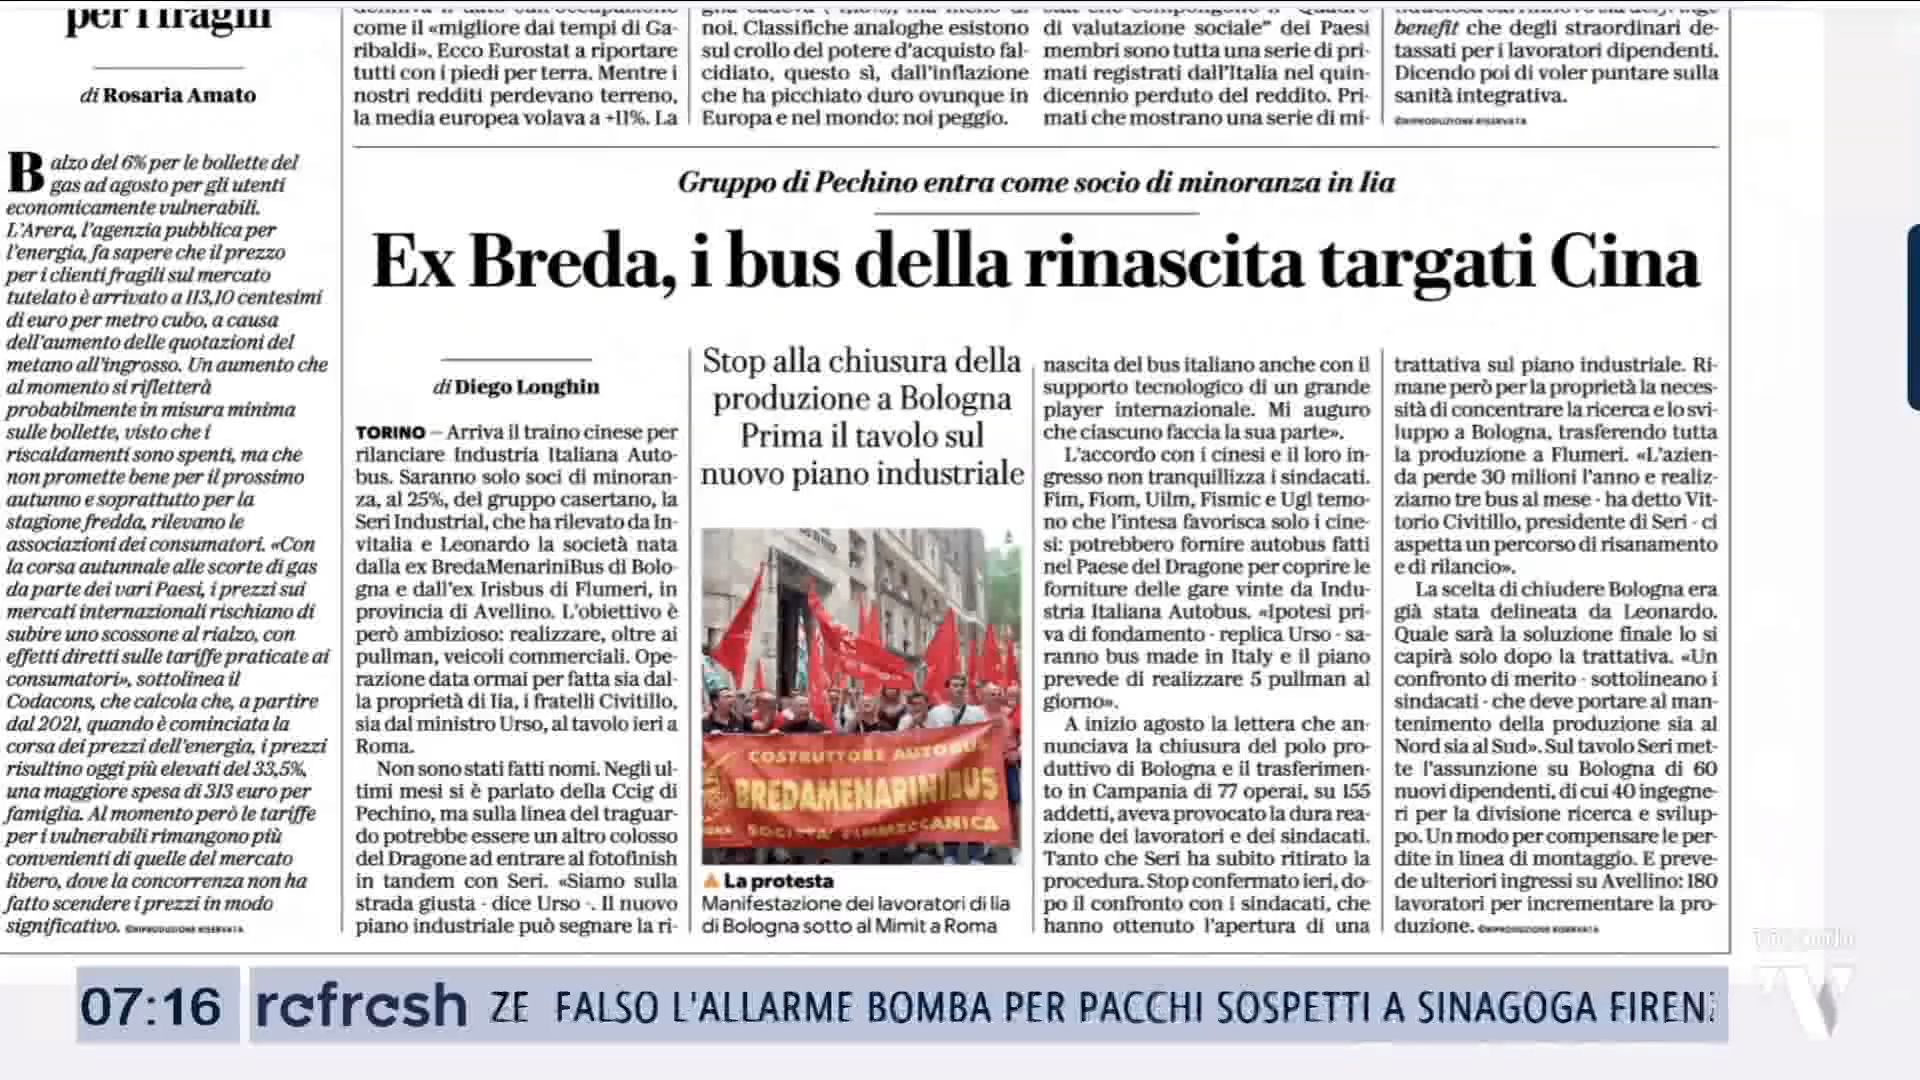 per i fragili
di Rosaria Amato
Balzo del 6% per le bollette del
gas ad agosto per gli utenti
economicamente vulnerabili.
L'Arera, l'agenzia pubblica per
l'energia, fa sapere che il prezzo
per i clienti fragili sul mercato
tutelato è arrivato a 113,10 centesimi
di euro per metro cubo, a causa
dell'aumento delle quotazioni del
metano all'ingrosso. Un aumento che
al momento si rifletterà
probabilmente in misura minima
sulle bollette, visto che i
riscaldamenti sono spenti, ma che
non promette bene per il prossimo
autunno e soprattutto per la
stagione fredda, rilevano le
associazioni dei consumatori. «Con
la corsa autunnale alle scorte di gas
da parte dei vari Paesi, i prezzi sui
mercati internazionali rischiano di
subire uno scossone al rialzo, con
effetti diretti sulle tariffe praticate ai
consumatori», sottolinea il
Codacons, che calcola che, a partire
dal 2021, quando è cominciata la
corsa dei prezzi dell'energia, i prezzi
risultino oggi più elevati del 33,5%,
una maggiore spesa di 313 euro per
famiglia. Al momento però le tariffe
per i vulnerabili rimangono più
convenienti di quelle del mercato
libero, dove la concorrenza non ha
fatto scendere i prezzi in modo
significativo. ©RIPRODUZIONE RISERVATA
come il «migliore dai tempi di Ga-
ribaldi». Ecco Eurostat a riportare
tutti con i piedi per terra. Mentre i
nostri redditi perdevano terreno,
la media europea volava a +11%. La
noi. Classifiche analoghe esistono
sul crollo del potere d'acquisto fal-
cidiato, questo sì, dall'inflazione
che ha picchiato duro ovunque in
Europa e nel mondo: noi peggio.
di valutazione sociale" dei Paesi
membri sono tutta una serie di pri-
mati registrati dall'Italia nel quin-
dicennio perduto del reddito. Pri-
mati che mostrano una serie di mi-
benefit che degli straordinari de-
tassati per i lavoratori dipendenti.
Dicendo poi di voler puntare sulla
sanità integrativa.
©RIPRODUZIONE RISERVATA
Gruppo di Pechino entra come socio di minoranza in Iia
Ex Breda, i bus della rinascita targati Cina
di Diego Longhin
TORINO – Arriva il traino cinese per
rilanciare Industria Italiana Auto-
bus. Saranno solo soci di minoran-
za, al 25%, del gruppo casertano, la
Seri Industrial, che ha rilevato da In-
vitalia e Leonardo la società nata
dalla ex BredaMenariniBus di Bolo-
gna e dall'ex Irisbus di Flumeri, in
provincia di Avellino. L'obiettivo è
però ambizioso: realizzare, oltre ai
pullman, veicoli commerciali. Ope-
razione data ormai per fatta sia dal-
la proprietà di Iia, i fratelli Civitillo,
sia dal ministro Urso, al tavolo ieri a
Roma.
Non sono stati fatti nomi. Negli ul-
timi mesi si è parlato della Ccig di
Pechino, ma sulla linea del traguar-
do potrebbe essere un altro colosso
del Dragone ad entrare al fotofinish
in tandem con Seri. «Siamo sulla
strada giusta - dice Urso -. Il nuovo
piano industriale può segnare la ri-
Stop alla chiusura della
produzione a Bologna
Prima il tavolo sul
nuovo piano industriale
COSTRUTTORE AUTOBUS
BREDAMENARINIBUS
SOCIETA' FINMECCANICA
La protesta
Manifestazione dei lavoratori di Iia
di Bologna sotto al Mimit a Roma
nascita del bus italiano anche con il
supporto tecnologico di un grande
player internazionale. Mi auguro
che ciascuno faccia la sua parte».
L'accordo con i cinesi e il loro in-
gresso non tranquillizza i sindacati.
Fim, Fiom, Uilm, Fismic e Ugl temo-
no che l'intesa favorisca solo i cine-
si: potrebbero fornire autobus fatti
nel Paese del Dragone per coprire le
forniture delle gare vinte da Indu-
stria Italiana Autobus. «Ipotesi pri-
va di fondamento - replica Urso - sa-
ranno bus made in Italy e il piano
prevede di realizzare 5 pullman al
giorno».
A inizio agosto la lettera che an-
nunciava la chiusura del polo pro-
duttivo di Bologna e il trasferimen-
to in Campania di 77 operai, su 155
addetti, aveva provocato la dura rea-
zione dei lavoratori e dei sindacati.
Tanto che Seri ha subito ritirato la
procedura. Stop confermato ieri, do-
po il confronto con i sindacati, che
hanno ottenuto l'apertura di una
trattativa sul piano industriale. Ri-
mane però per la proprietà la neces-
sità di concentrare la ricerca e lo svi-
luppo a Bologna, trasferendo tutta
la produzione a Flumeri. «L'azien-
da perde 30 milioni l'anno e realiz-
ziamo tre bus al mese - ha detto Vit-
torio Civitillo, presidente di Seri - ci
aspetta un percorso di risanamento
e di rilancio».
La scelta di chiudere Bologna era
già stata delineata da Leonardo.
Quale sarà la soluzione finale lo si
capirà solo dopo la trattativa. «Un
confronto di merito - sottolineano i
sindacati - che deve portare al man-
tenimento della produzione sia al
Nord sia al Sud». Sul tavolo Seri met-
te l'assunzione su Bologna di 60
nuovi dipendenti, di cui 40 ingegne-
ri per la divisione ricerca e svilup-
po. Un modo per compensare le per-
dite in linea di montaggio. E preve-
de ulteriori ingressi su Avellino: 180
lavoratori per incrementare la pro-
duzione. ©RIPRODUZIONE RISERVATA
07:16 refresh ZE FALSO L'ALLARME BOMBA PER PACCHI SOSPETTI A SINAGOGA FIRENZ